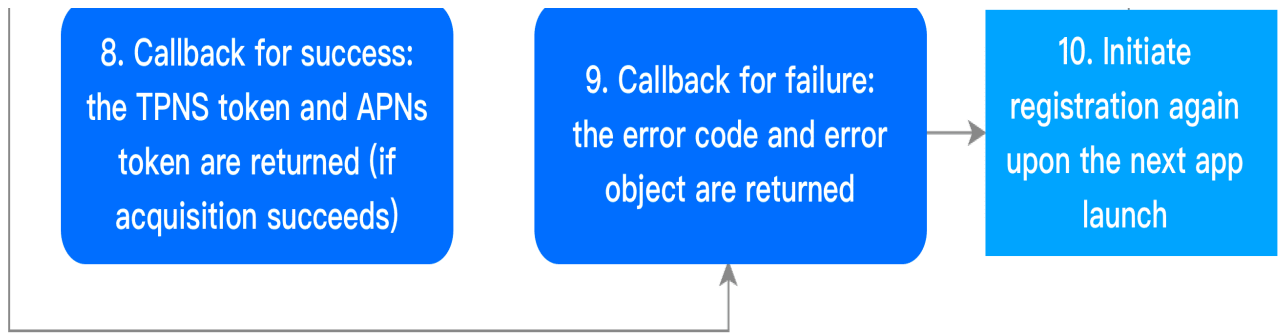 8. Callback for success:
the TPNS token and APNs
token are returned (if
acquisition succeeds)
9. Callback for failure:
the error code and error
object are returned
10. Initiate
registration again
upon the next app
launch